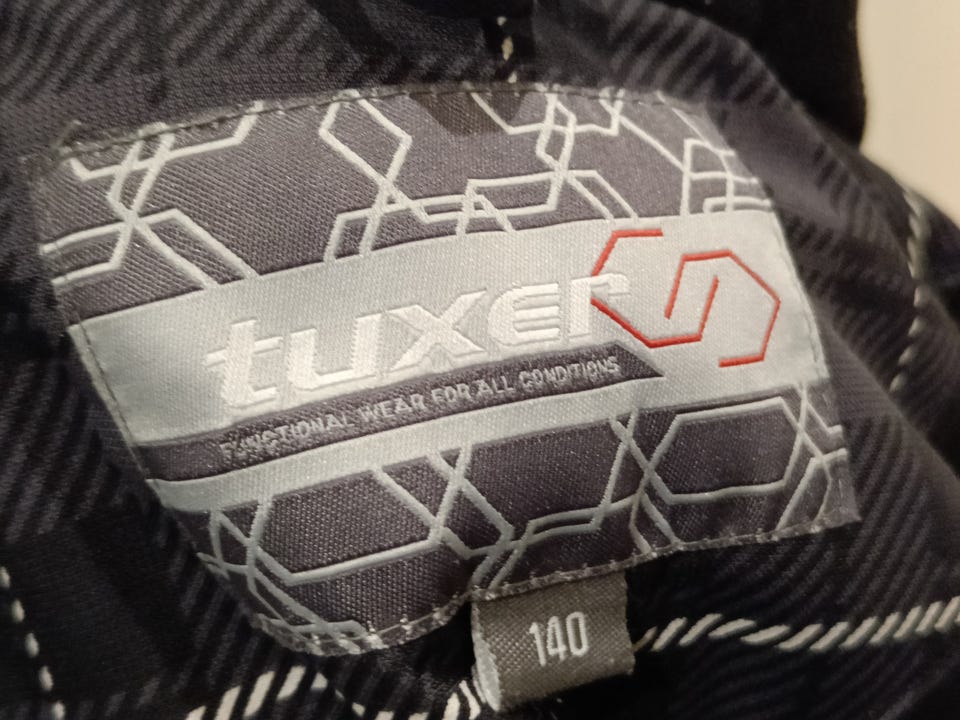 tuxer
FUNCTIONAL WEAR FOR ALL CONDITIONS
140